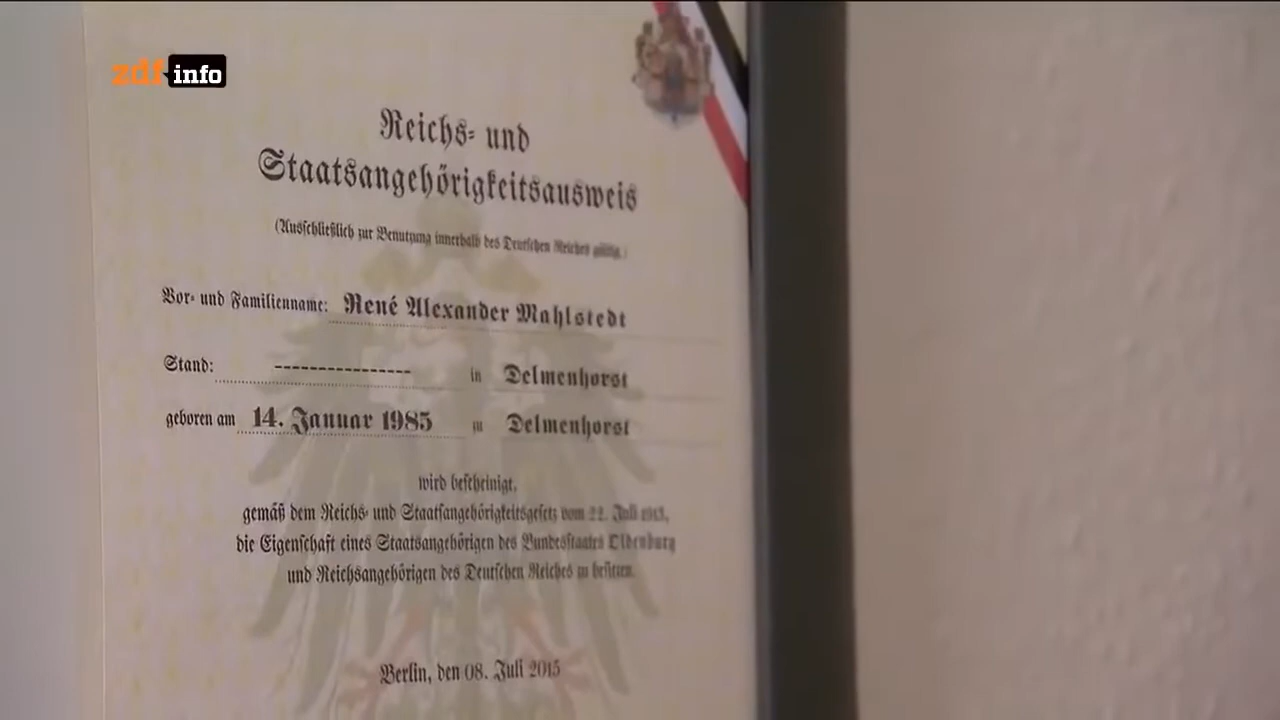 zdf info
Reichs- und
Staatsangehörigkeitsausweis
(Ausschließlich zur Benutzung innerhalb des Deutschen Reiches gültig.)
Vor- und Familienname: René Alexander Mahlstedt
Stand: ---------------- in Delmenhorst
geboren am 14. Januar 1985 zu Delmenhorst
wird bescheinigt,
gemäß dem Reichs- und Staatsangehörigkeitsgesetz vom 22. Juli 1913,
die Eigenschaft eines Staatsangehörigen des Bundesstaates Oldenburg
und Reichsangehörigen des Deutschen Reiches zu besitzen.
Berlin, den 08. Juli 2015